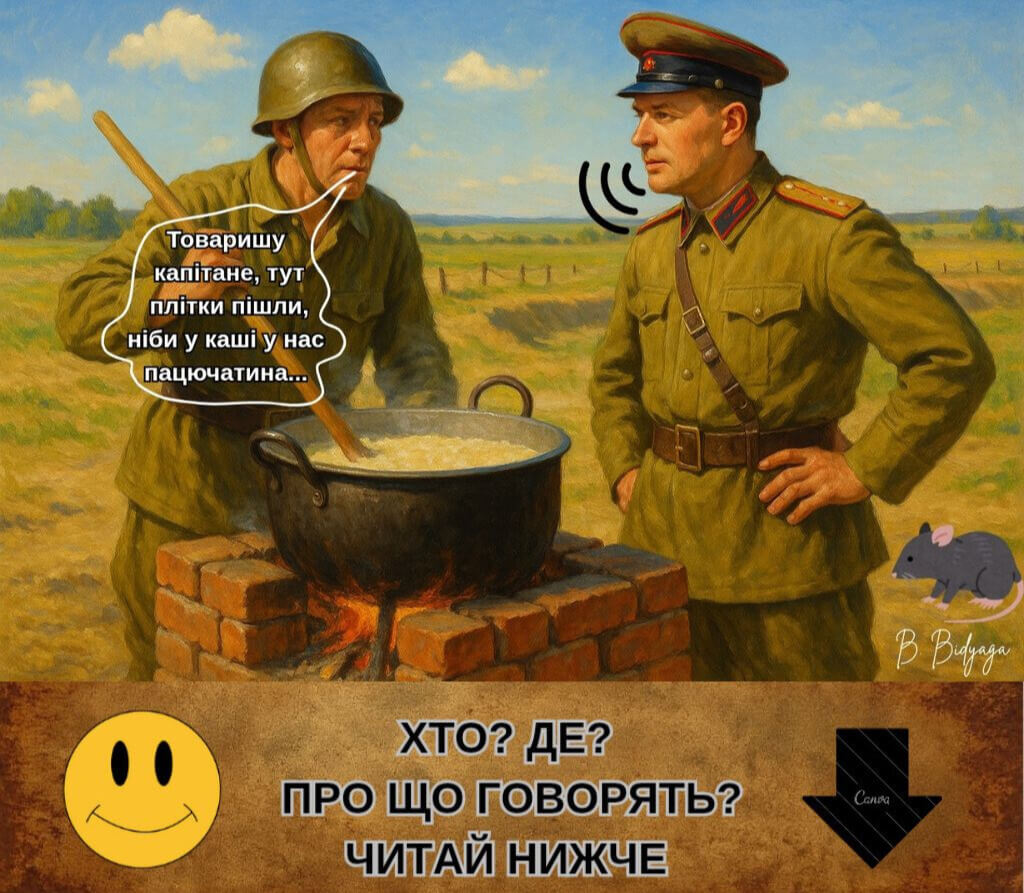 Товаришу
капітане, тут
плітки пішли,
ніби у каші у нас
пацючатина...
B Bidyaga
ХТО? ДЕ?
ПРО ЩО ГОВОРЯТЬ?
ЧИТАЙ НИЖЧЕ
Canva